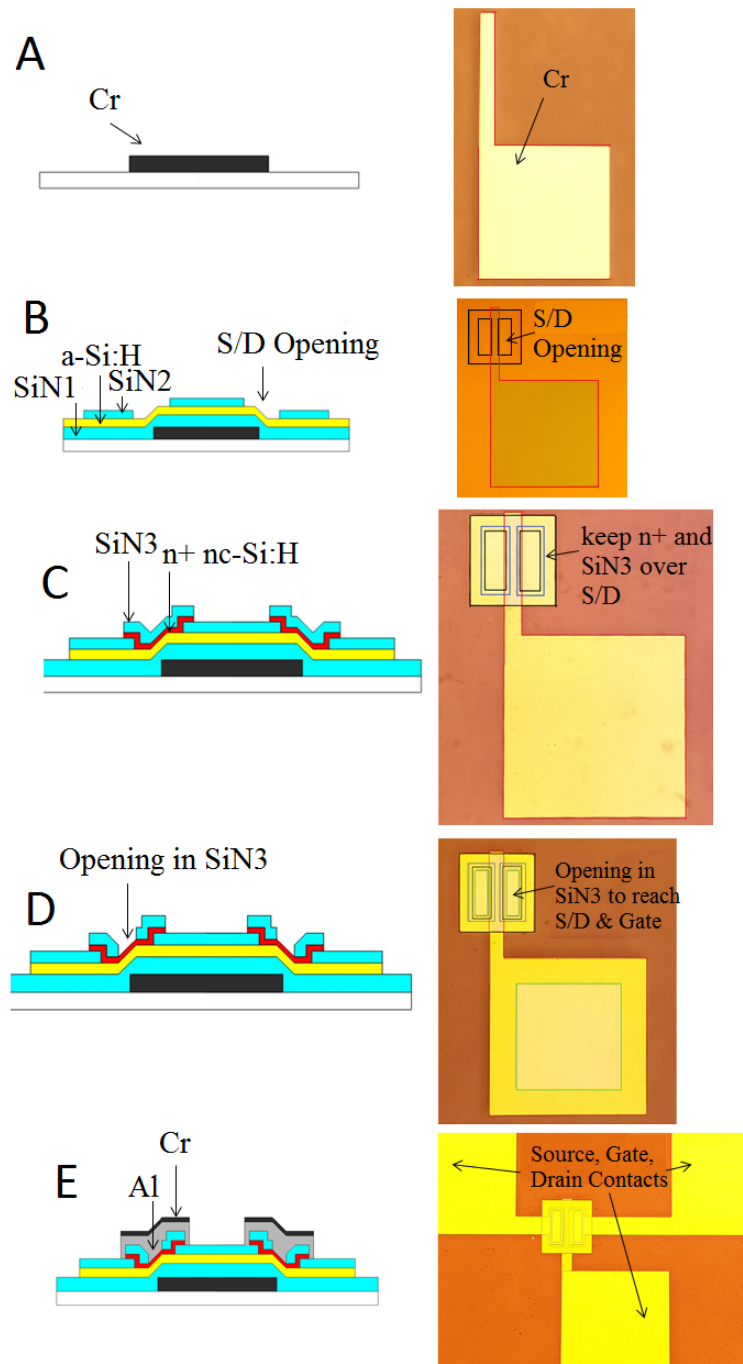 A
Cr
Cr
B
a-Si:H
SiN1
SiN2
S/D Opening
S/D
Opening
C
SiN3
n+ nc-Si:H
keep n+ and
SiN3 over
S/D
D
Opening in SiN3
Opening in
SiN3 to reach
S/D & Gate
E
Cr
Al
Source, Gate,
Drain Contacts